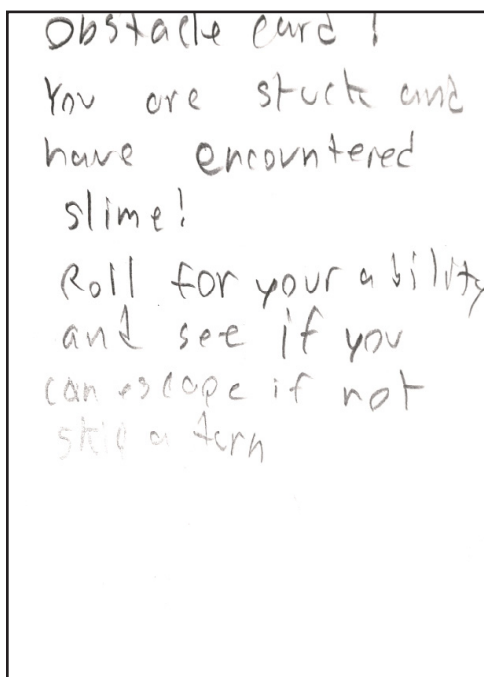 Obstacle card !
You are stuck and
have encountered
slime!
Roll for your ability
and see if you
can escape if not
skip a turn